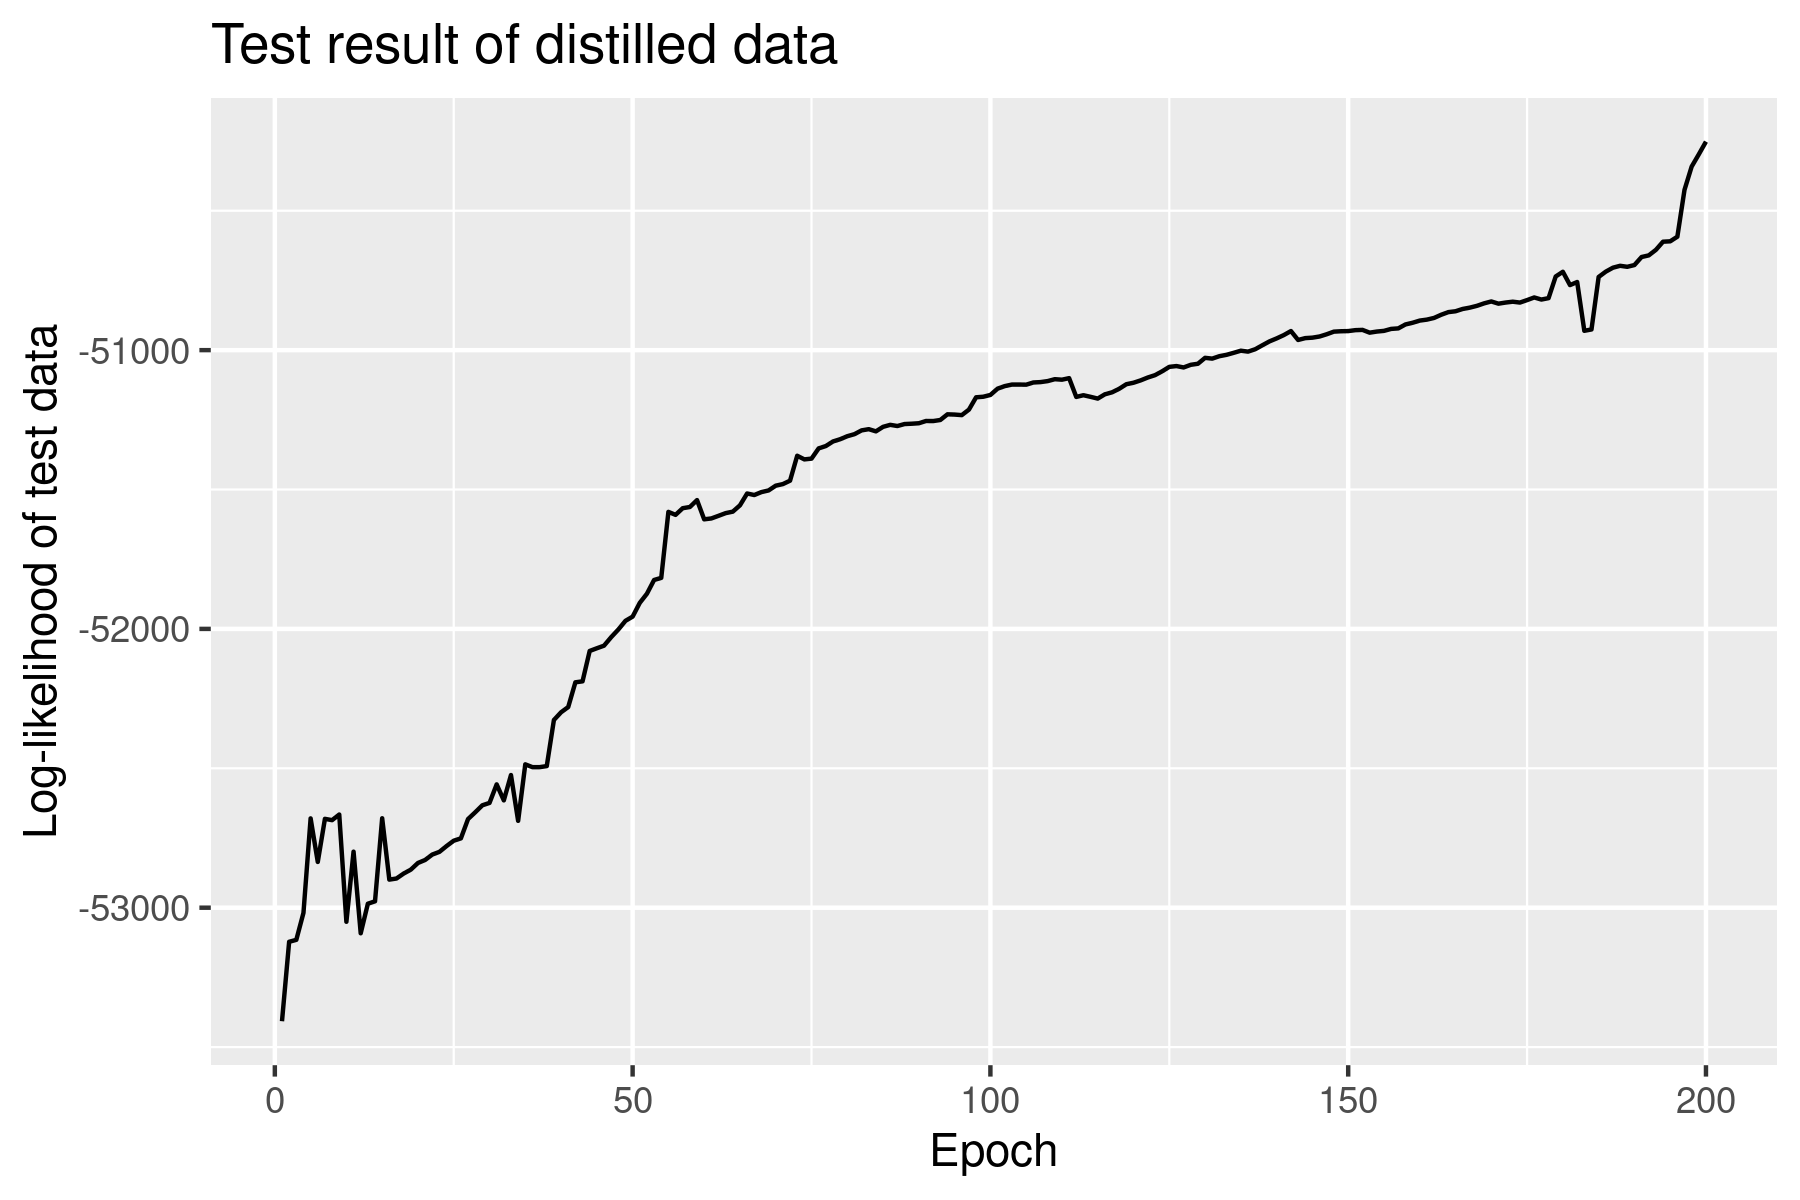 Test result of distilled data
Log-likelihood of test data
-51000
-52000
-53000
0
50
100
150
200
Epoch